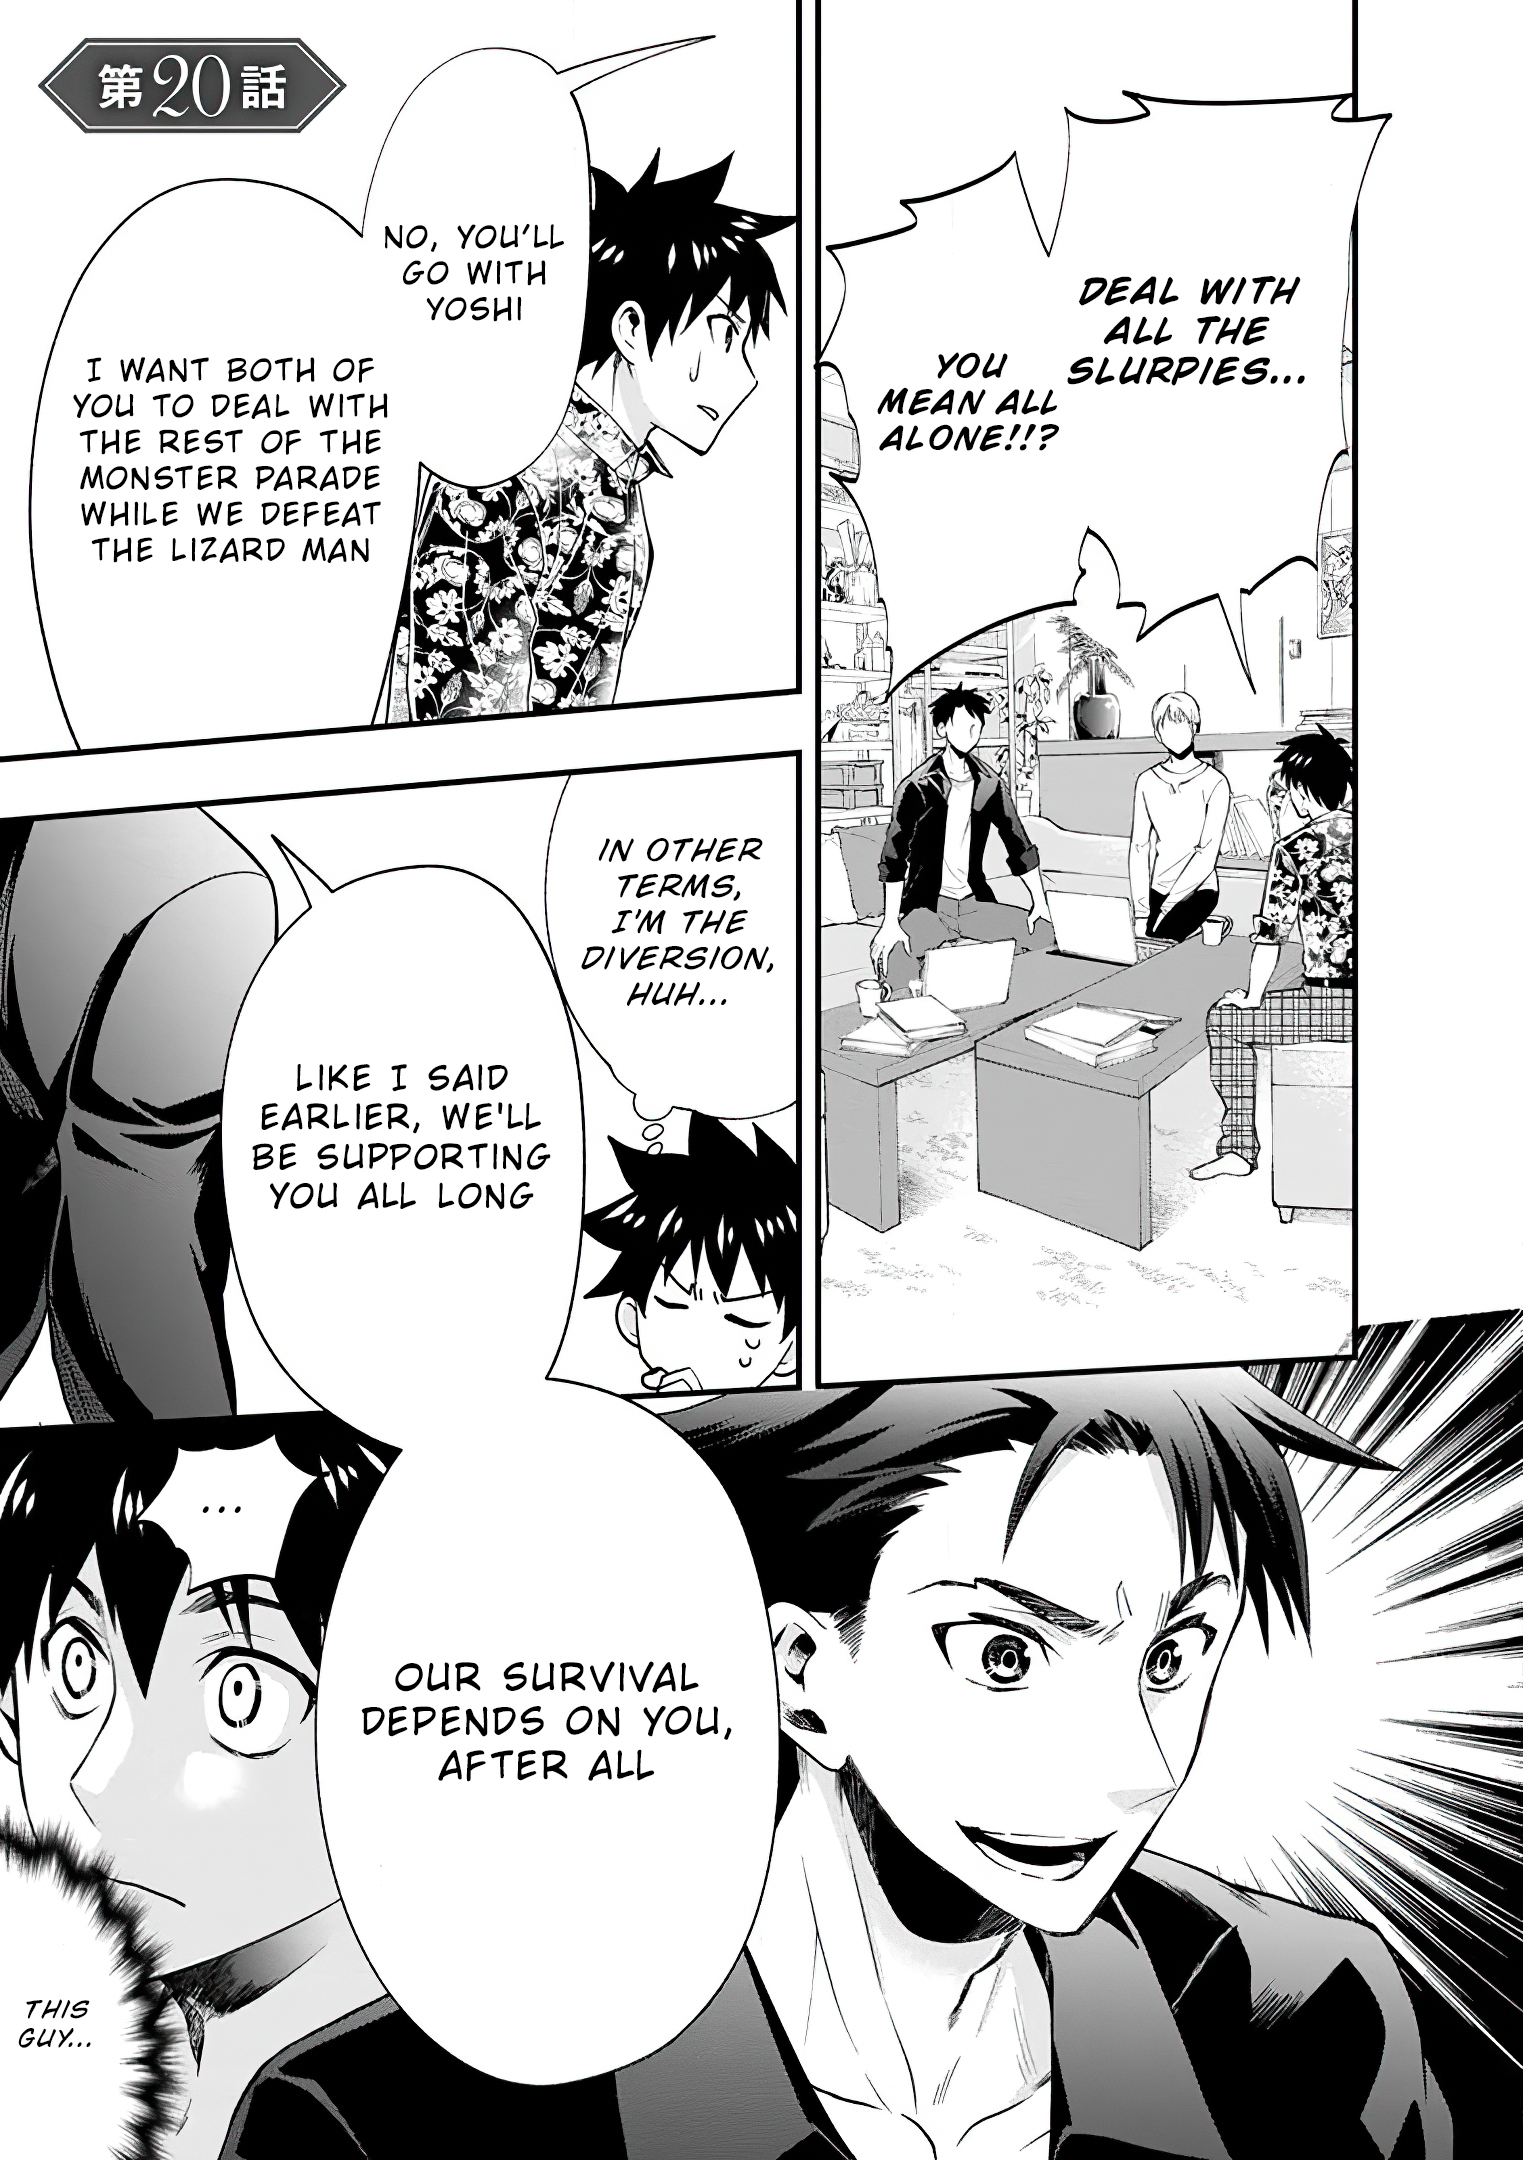 第20話
DEAL WITH
ALL THE
SLURPIES...
YOU
MEAN ALL
ALONE!!?
NO, YOU'LL
GO WITH
YOSHI
I WANT BOTH OF
YOU TO DEAL WITH
THE REST OF THE
MONSTER PARADE
WHILE WE DEFEAT
THE LIZARD MAN
IN OTHER
TERMS,
I'M THE
DIVERSION,
HUH...
LIKE I SAID
EARLIER, WE'LL
BE SUPPORTING
YOU ALL LONG
OUR SURVIVAL
DEPENDS ON YOU,
AFTER ALL
...
THIS
GUY...